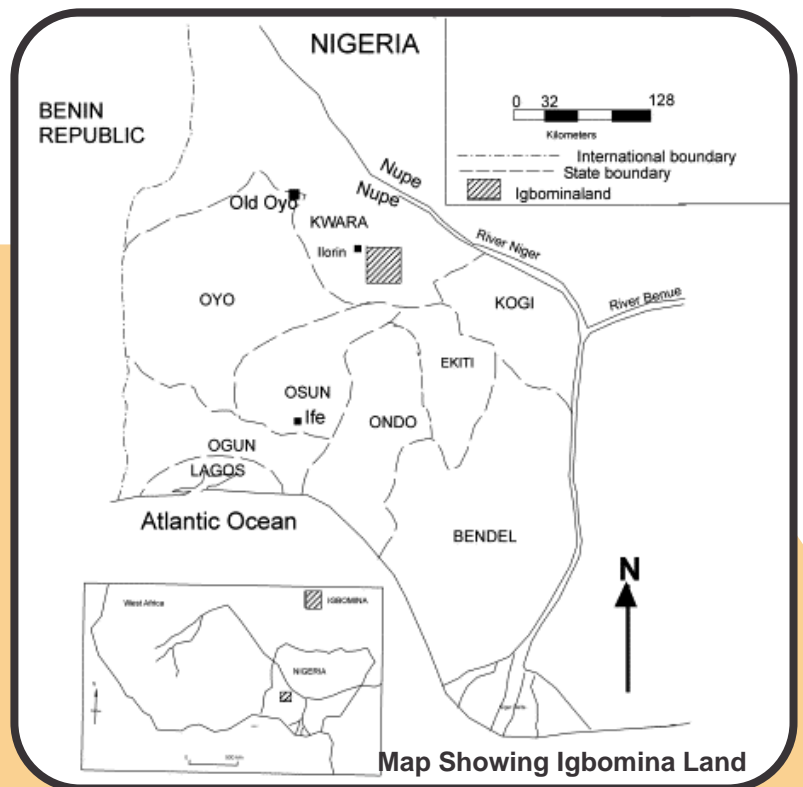 NIGERIA
BENIN
REPUBLIC
0 32 128
Kilometers
International boundary
State boundary
Igbominaland
Nupe
Nupe
Old Oyo
KWARA
Ilorin
River Niger
River Benue
OYO
KOGI
EKITI
OSUN
Ife
ONDO
OGUN
LAGOS
Atlantic Ocean
BENDEL
N
West Africa
IGBOMINA
NIGERIA
N
0
Map Showing Igbomina Land